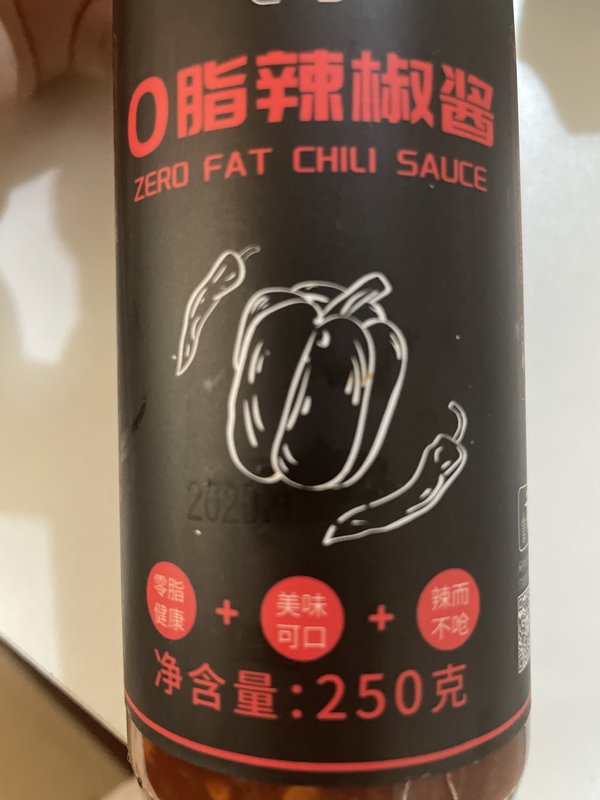 0脂辣椒酱
ZERO FAT CHILI SAUCE
零脂
健康
+
美味
可口
+
辣而
不呛
净含量:250克